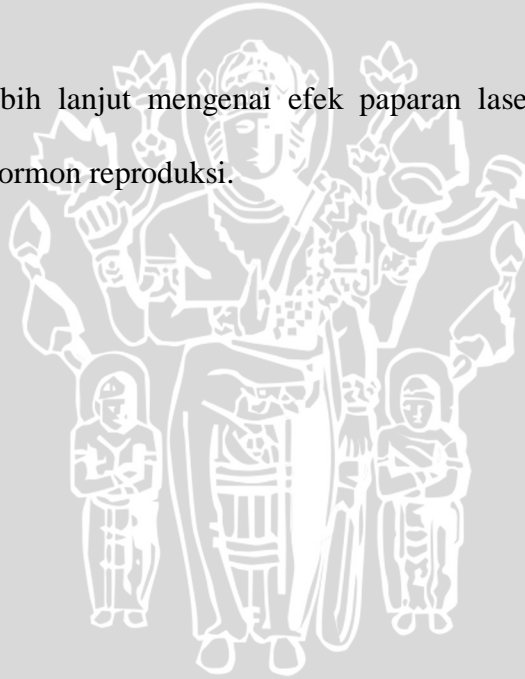 bih lanjut mengenai efek paparan lase
ormon reproduksi.